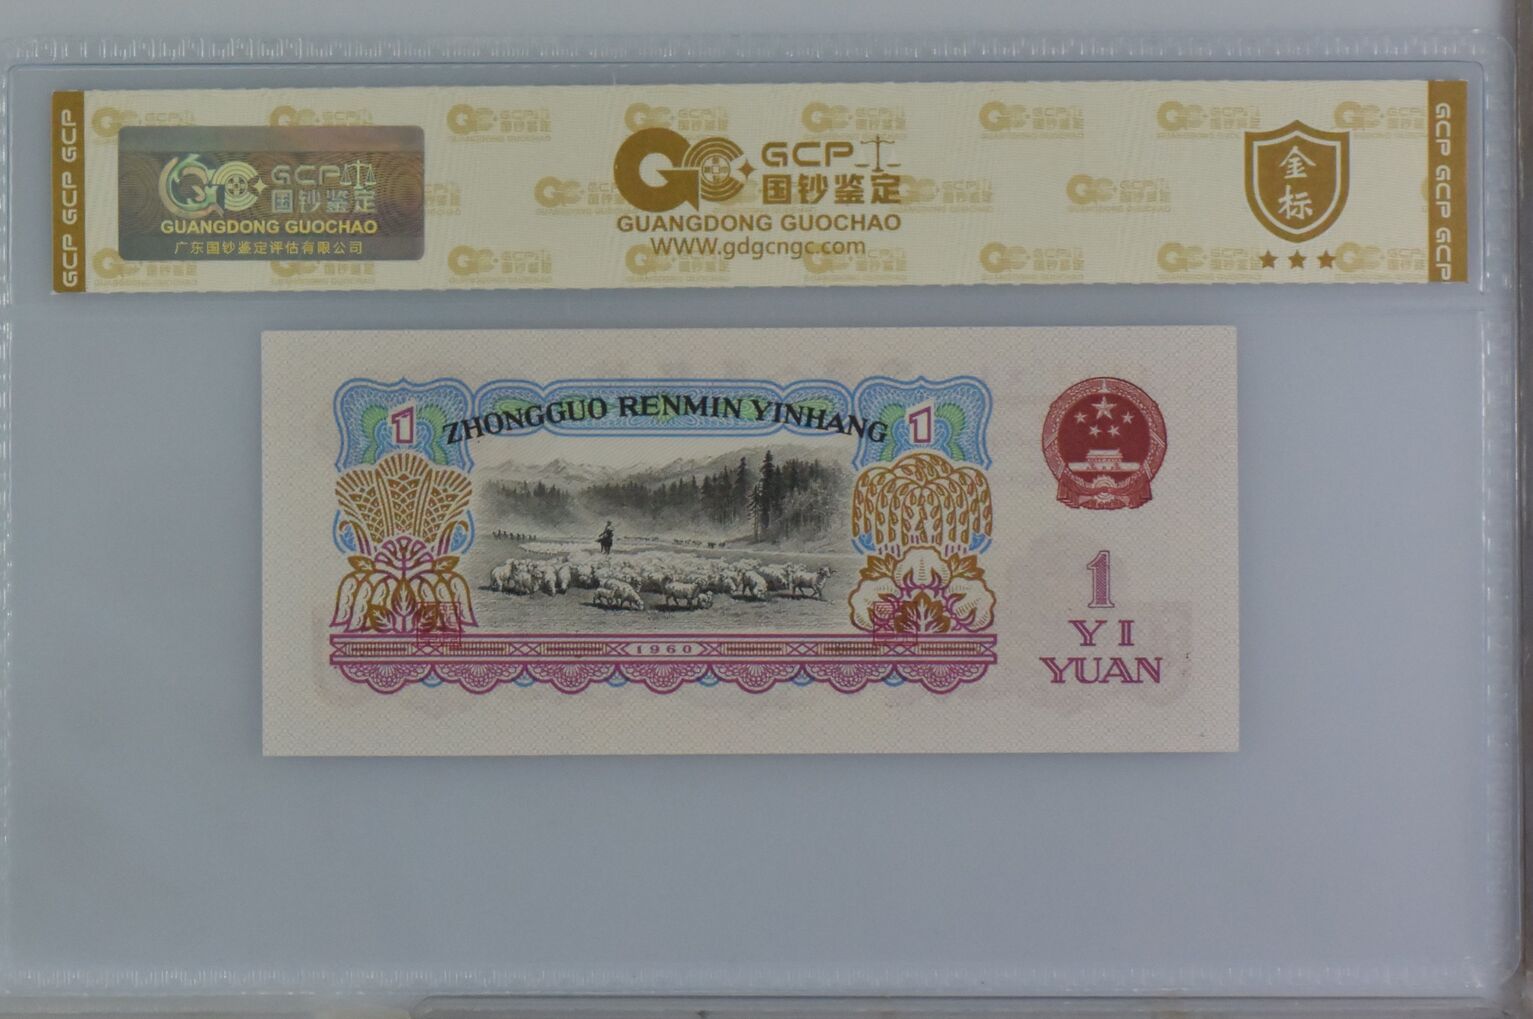 GCP GCP GCP
GCP
国钞鉴定
GUANGDONG GUOCHAO
广东国钞鉴定评估有限公司
GCP
国钞鉴定
GUANGDONG GUOCHAO
WWW.gdgcngc.com
金标
GCP GCP GCP
ZHONGGUO RENMIN YINHANG
1
1
1960
1
YI
YUAN